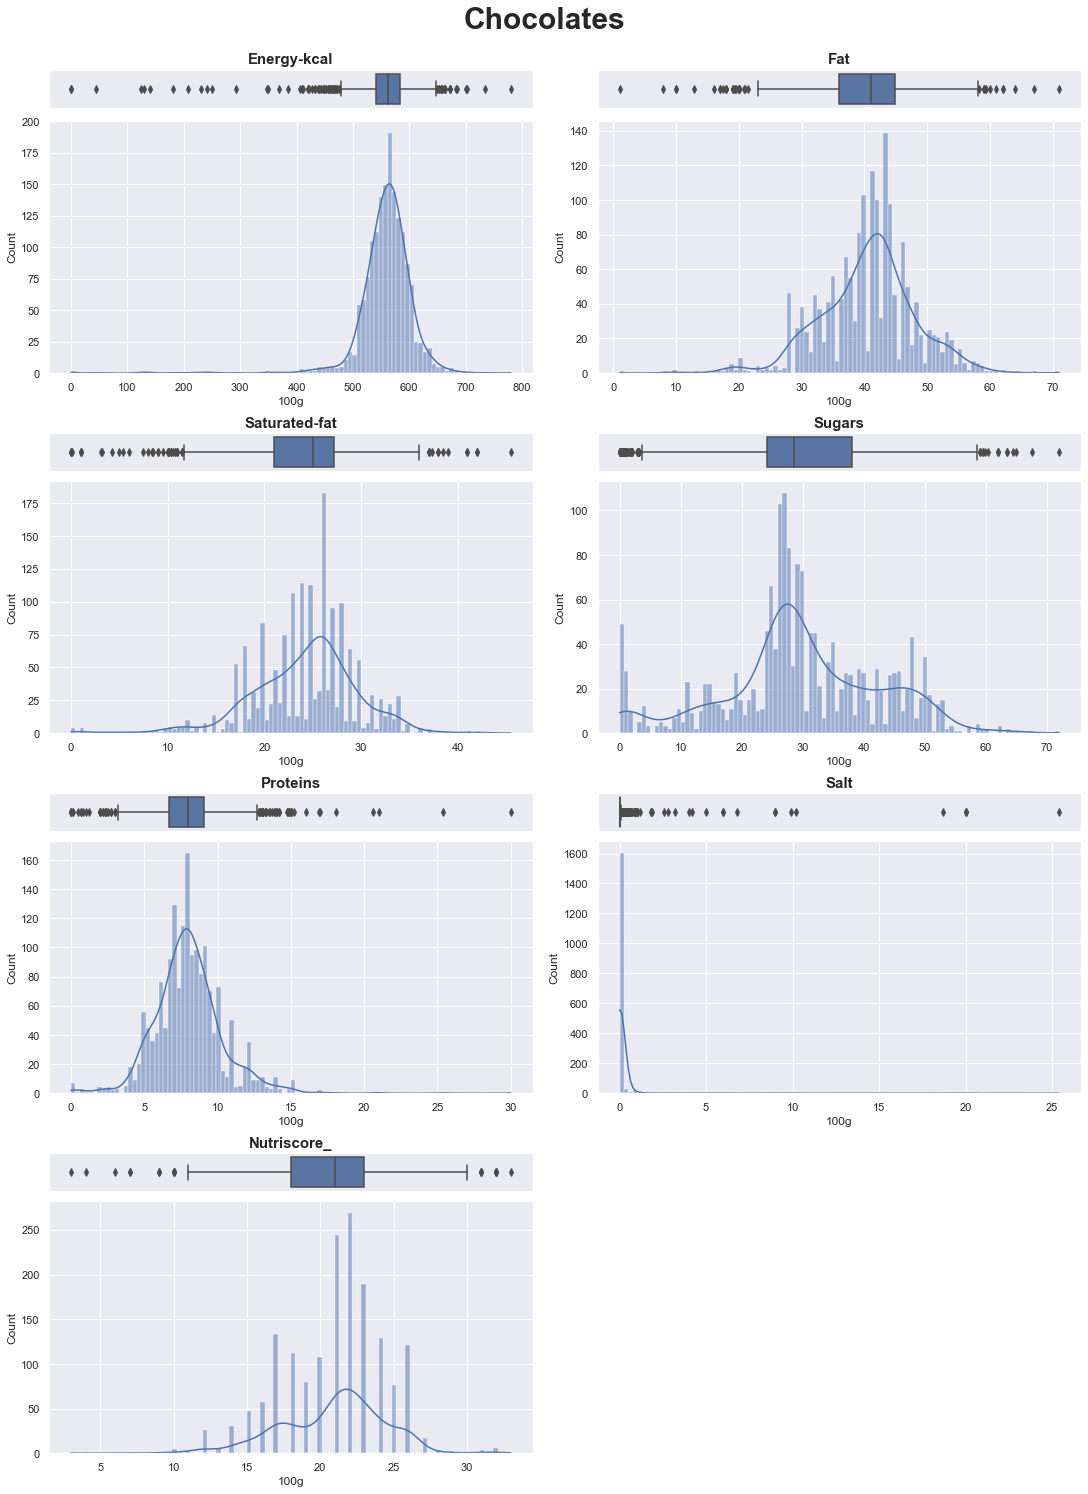 Chocolates
Energy-kcal
Count
200
175
150
125
100
75
50
25
0
0 100 200 300 400 500 600 700 800
100g
Fat
Count
140
120
100
80
60
40
20
0
0 10 20 30 40 50 60 70
100g
Saturated-fat
Count
175
150
125
100
75
50
25
0
0 10 20 30 40
100g
Sugars
Count
100
80
60
40
20
0
0 10 20 30 40 50 60 70
100g
Proteins
Count
160
140
120
100
80
60
40
20
0
0 5 10 15 20 25 30
100g
Salt
Count
1600
1400
1200
1000
800
600
400
200
0
0 5 10 15 20 25
100g
Nutriscore_
Count
250
200
150
100
50
0
5 10 15 20 25 30
100g